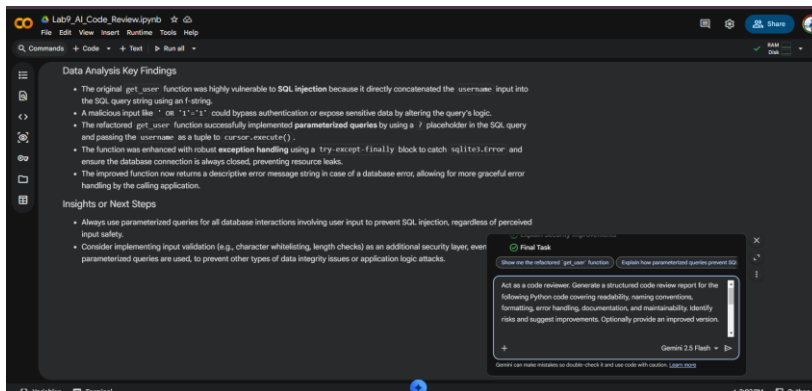 Lab9_AI_Code_Review.ipynb
File Edit View Insert Runtime Tools Help
Share
Commands + Code + Text Run all
RAM
Disk
Data Analysis Key Findings
• The original get_user function was highly vulnerable to SQL injection because it directly concatenated the username input into
the SQL query string using an f-string.
• A malicious input like ' OR '1'='1' could bypass authentication or expose sensitive data by altering the query's logic.
• The refactored get_user function successfully implemented parameterized queries by using a ? placeholder in the SQL query
and passing the username as a tuple to cursor.execute().
• The function was enhanced with robust exception handling using a try-except-finally block to catch sqlite3.Error and
ensure the database connection is always closed, preventing resource leaks.
• The improved function now returns a descriptive error message string in case of a database error, allowing for more graceful error
handling by the calling application.
Insights or Next Steps
• Always use parameterized queries for all database interactions involving user input to prevent SQL injection, regardless of perceived
input safety.
• Consider implementing input validation (e.g., character whitelisting, length checks) as an additional security layer, even
parameterized queries are used, to prevent other types of data integrity issues or application logic attacks.
Final Task
Show me the refactored `get_user` function
Explain how parameterized queries prevent SQ
Act as a code reviewer. Generate a structured code review report for the
following Python code covering readability, naming conventions,
formatting, error handling, documentation, and maintainability. Identify
risks and suggest improvements. Optionally provide an improved version.
Gemini 2.5 Flash
Gemini can make mistakes so double-check it and use code with caution. Learn more
Variables Terminal